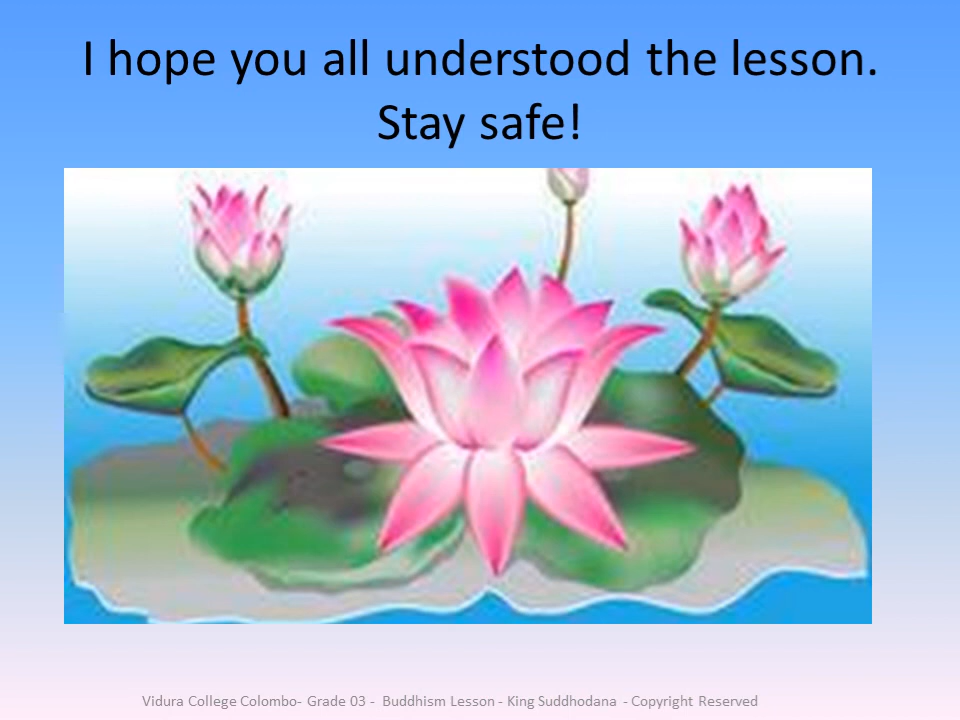 I hope you all understood the lesson.
Stay safe!
Vidura College Colombo- Grade 03 - Buddhism Lesson - King Suddhodana - Copyright Reserved